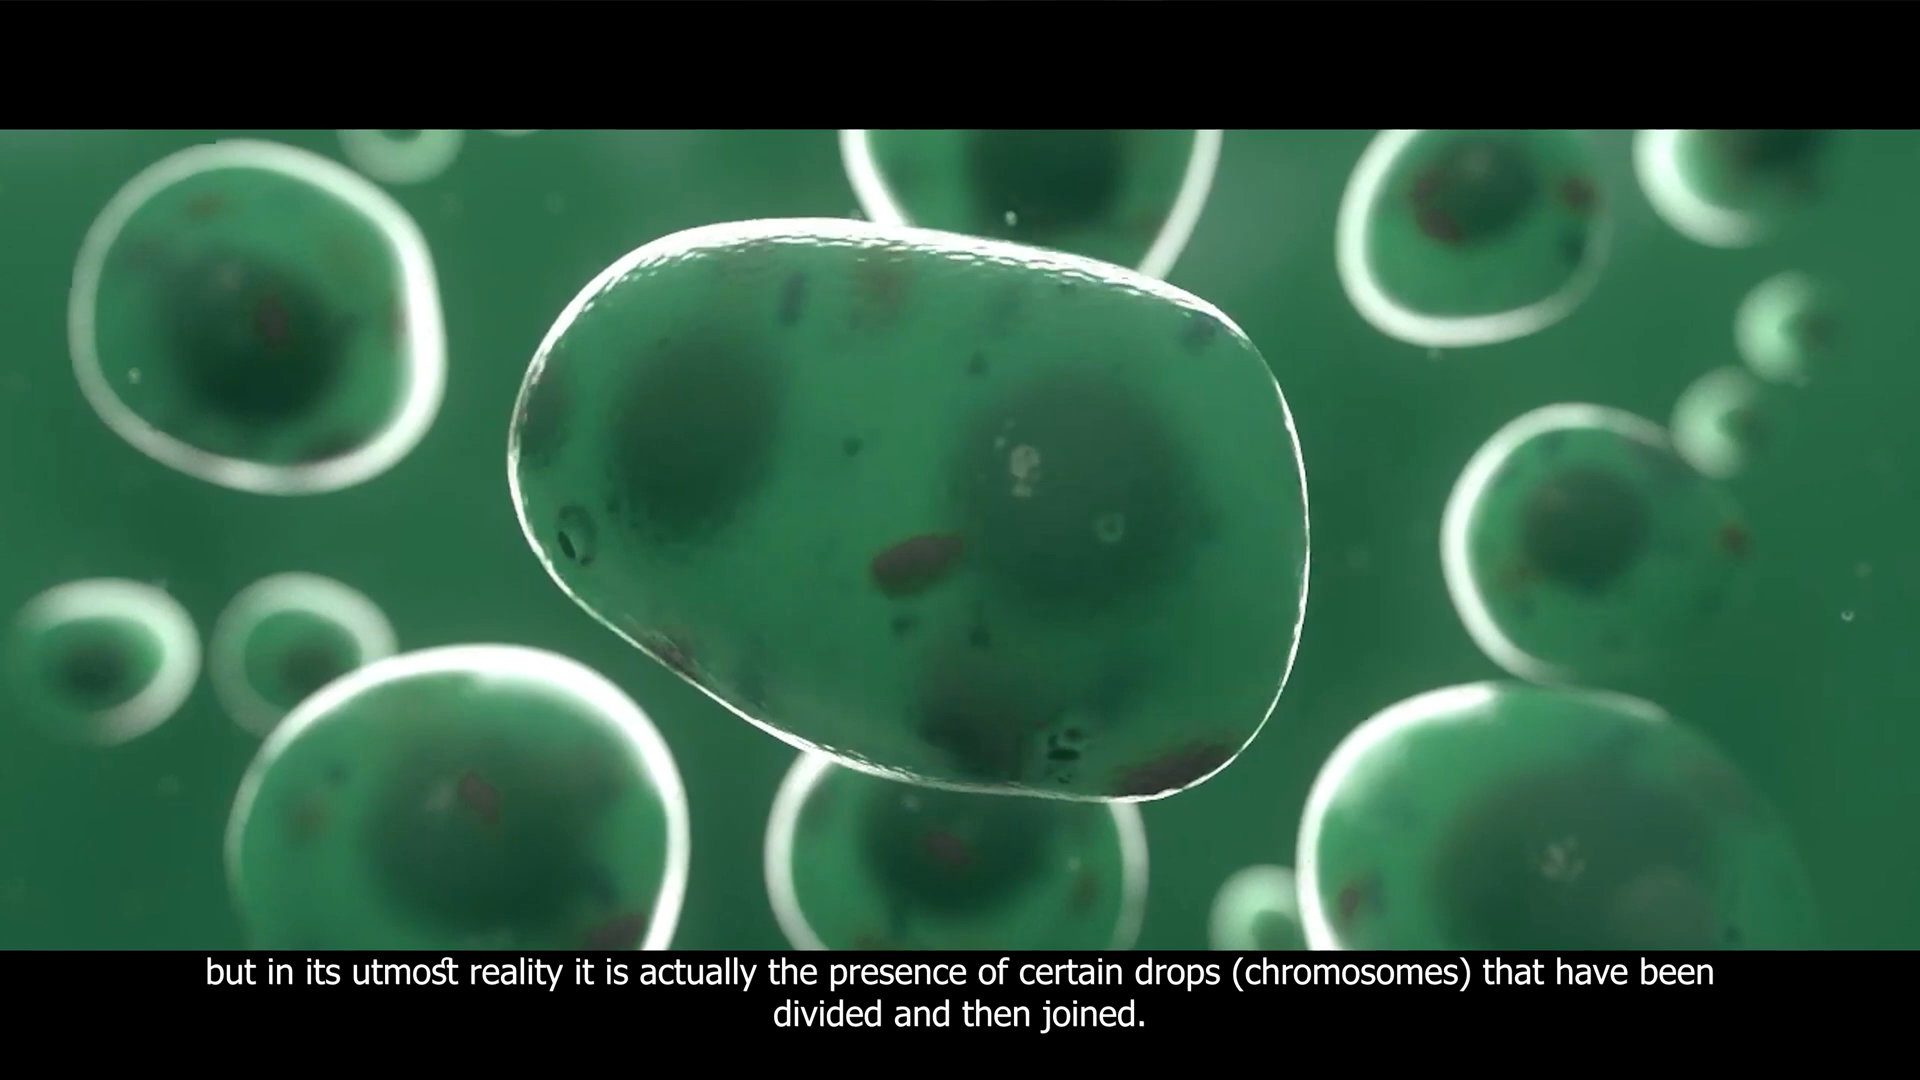 but in its utmost reality it is actually the presence of certain drops (chromosomes) that have been
divided and then joined.